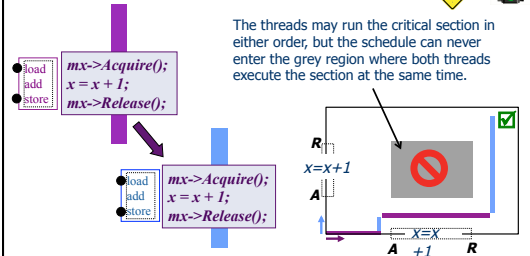 The threads may run the critical section in
either order, but the schedule can never
enter the grey region where both threads
execute the section at the same time.
load
add
store
mx->Acquire();
x = x + 1;
mx->Release();
load
add
store
mx->Acquire();
x = x + 1;
mx->Release();
R
x=x+1
A
x=x
+1
A
R